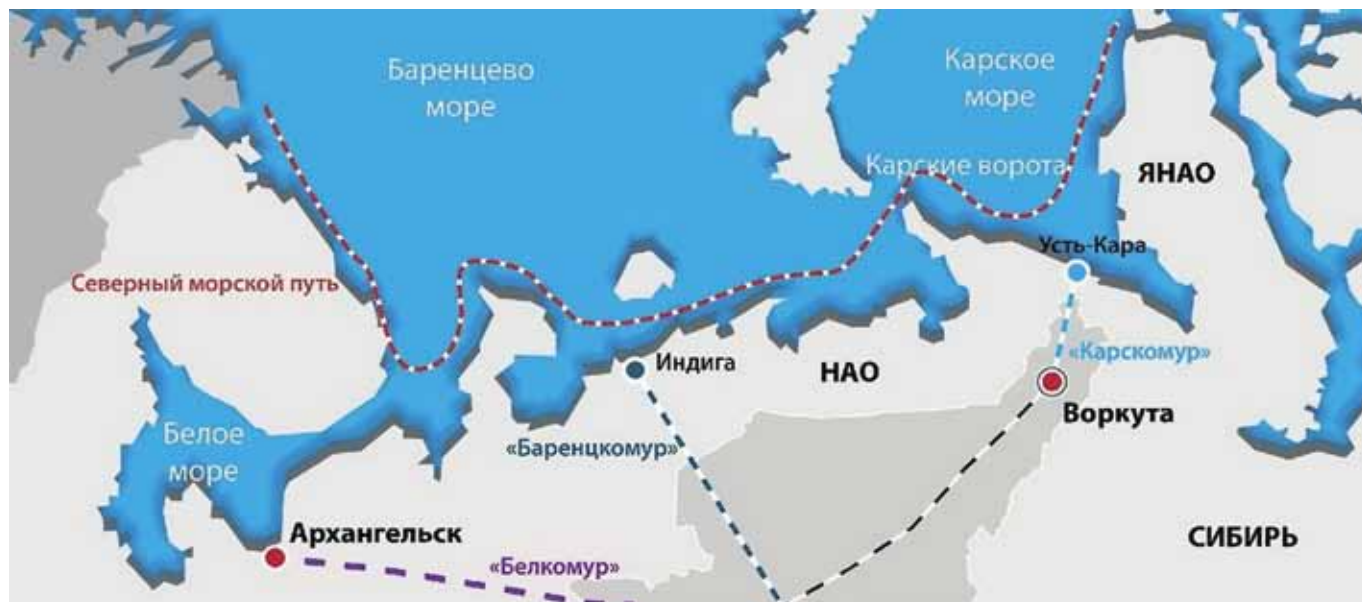 Баренцево
море
Карское
море
Карские ворота
ЯНАО
Усть-Кара
Северный морской путь
«Карскомур»
Индига
НАО
Воркута
Белое
море
«Баренцкомур»
Архангельск
СИБИРЬ
«Белкомур»